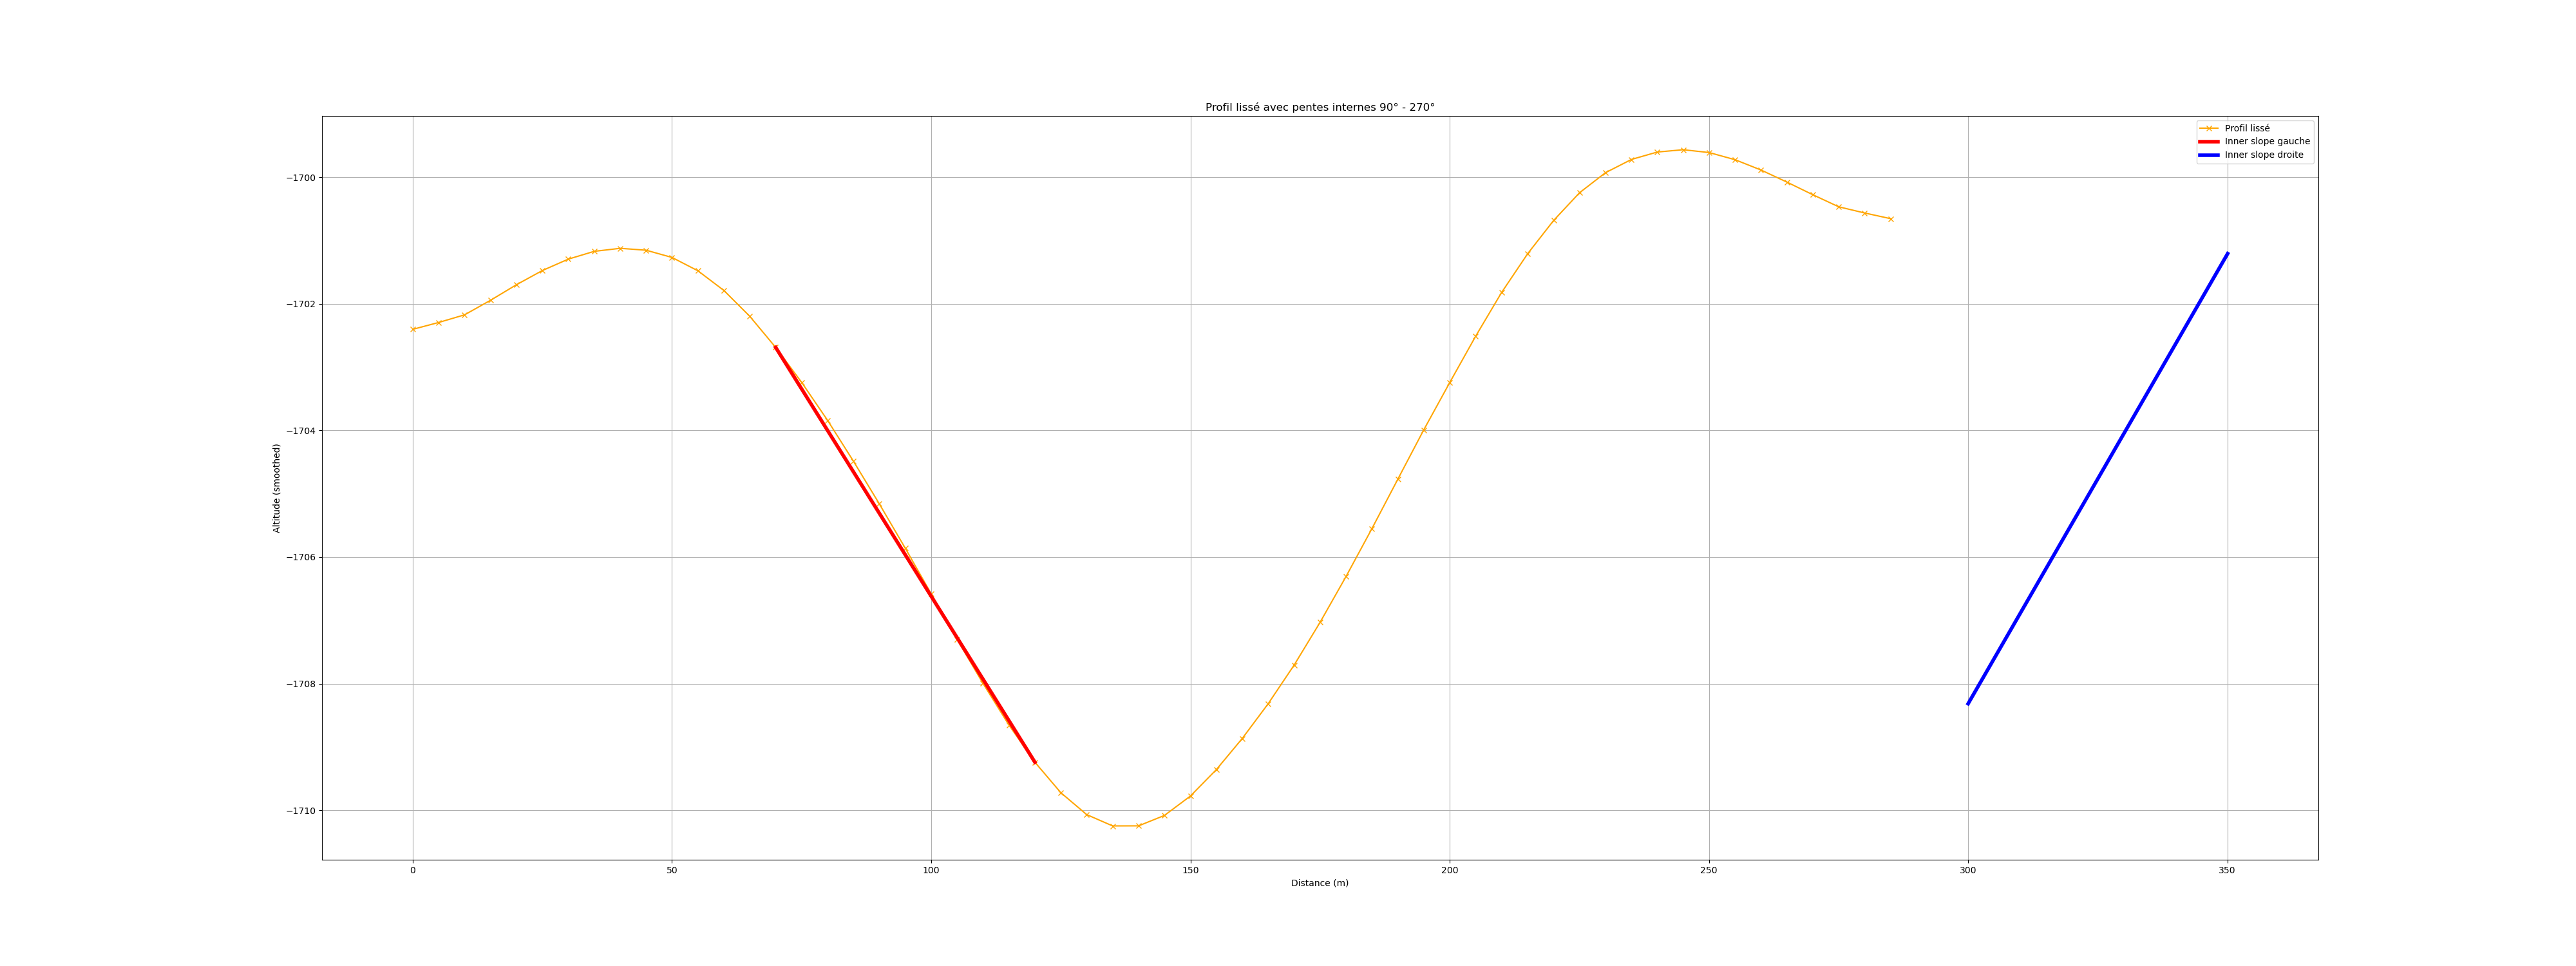 Profil lissé avec pentes internes 90° - 270°
Profil lissé
Inner slope gauche
Inner slope droite
−1700
−1702
−1704
−1706
−1708
−1710
Altitude (smoothed)
0
50
100
150
200
250
300
350
Distance (m)